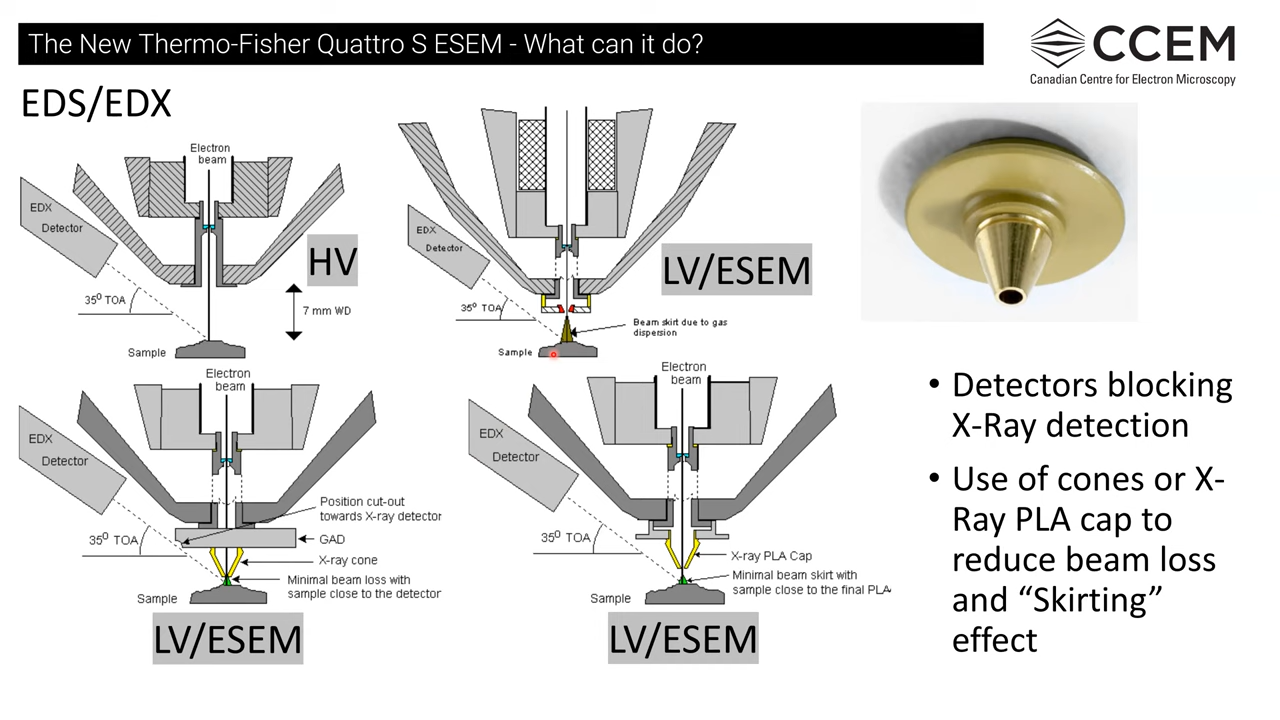 The New Thermo-Fisher Quattro S ESEM - What can it do?
CCEM
Canadian Centre for Electron Microscopy
EDS/EDX
Electron
beam
EDX
Detector
HV
35⁰ TOA
7 mm WD
Sample
EDX
Detector
LV/ESEM
35⁰ TOA
Beam skirt due to gas
dispersion
Sample
Electron
beam
EDX
Detector
Position cut-out
towards X-ray detector
35⁰ TOA
GAD
X-ray cone
Minimal beam loss with
sample close to the detector
Sample
LV/ESEM
Electron
beam
EDX
Detector
35⁰ TOA
X-ray PLA Cap
Minimal beam skirt with
sample close to the final PLA
Sample
LV/ESEM
• Detectors blocking
X-Ray detection
• Use of cones or X-
Ray PLA cap to
reduce beam loss
and “Skirting”
effect